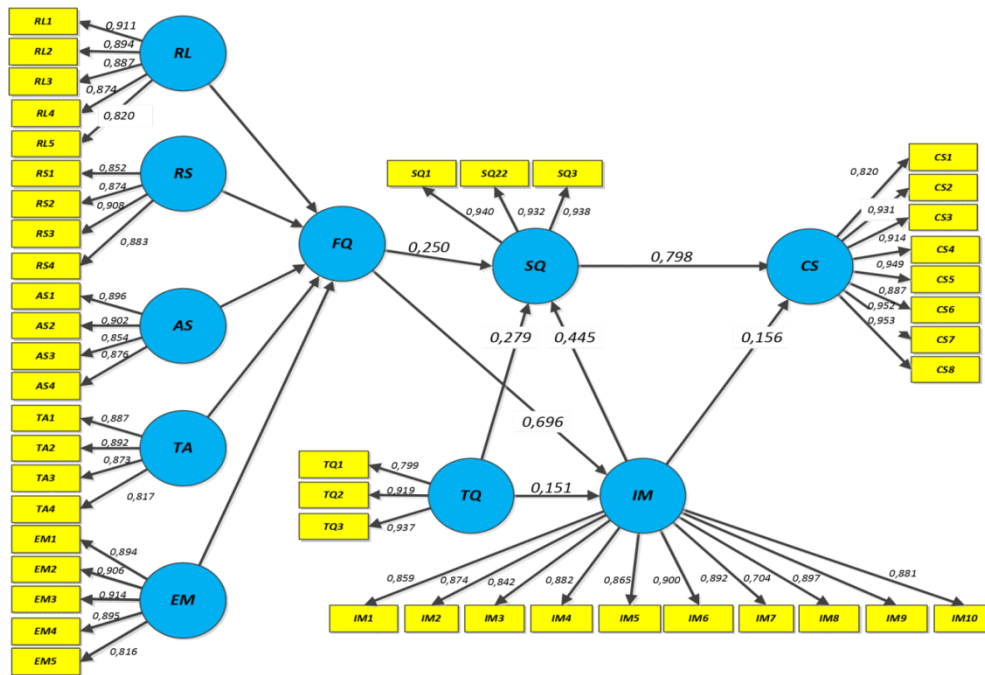 RL1
0,911
RL2
0,894
RL3
0,887
RL4
0,874
RL5
0,820
RL
RS1
0,852
RS2
0,874
RS3
0,908
RS4
0,883
RS
AS1
0,896
AS2
0,902
AS3
0,854
AS4
0,876
AS
TA1
0,887
TA2
0,892
TA3
0,873
TA4
0,817
TA
EM1
0,894
EM2
0,906
EM3
0,914
EM4
0,895
EM5
0,816
EM
FQ
0,250
0,696
SQ1
SQ22
SQ3
0,940
0,932
0,938
SQ
0,798
0,279
0,445
0,156
TQ1
0,799
TQ2
0,919
TQ3
0,937
TQ
0,151
IM
0,859
0,874
0,842
0,882
0,865
0,900
0,892
0,704
0,897
0,881
IM1
IM2
IM3
IM4
IM5
IM6
IM7
IM8
IM9
IM10
CS
0,820
CS1
CS2
0,931
CS3
0,914
CS4
0,949
CS5
0,887
CS6
0,952
CS7
0,953
CS8